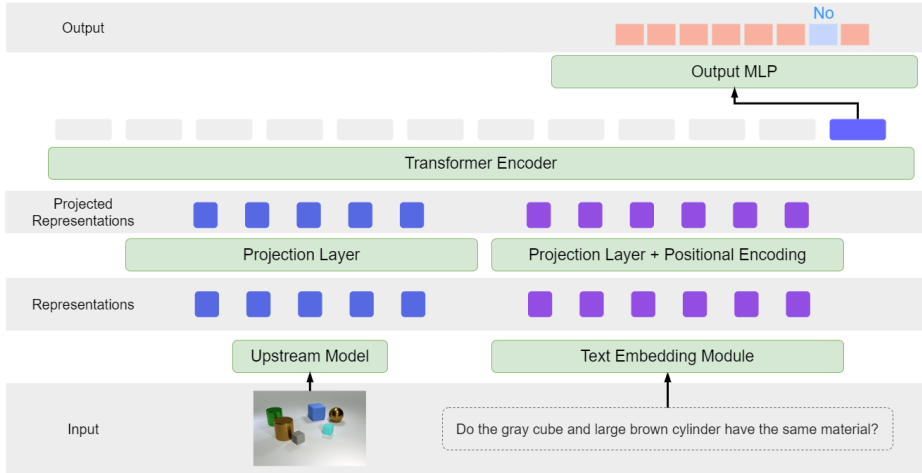 Output
No
Output MLP
Transformer Encoder
Projected
Representations
Projection Layer
Projection Layer + Positional Encoding
Representations
Upstream Model
Text Embedding Module
Input
Do the gray cube and large brown cylinder have the same material?